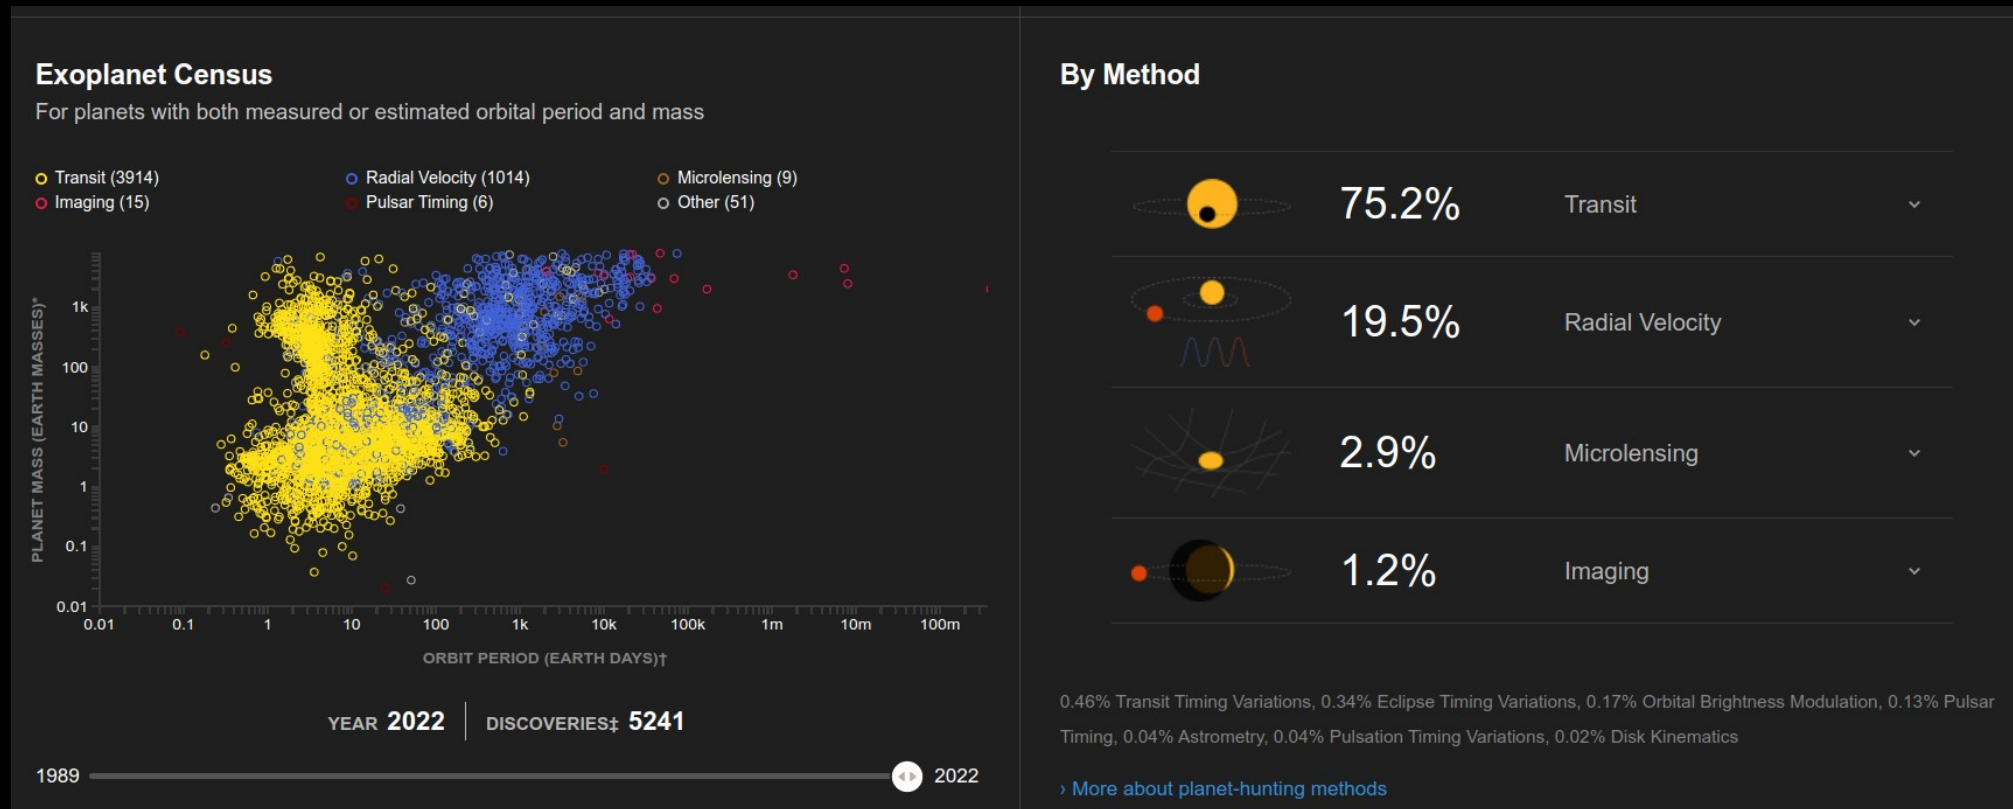 Exoplanet Census
For planets with both measured or estimated orbital period and mass
Transit (3914)
Radial Velocity (1014)
Microlensing (9)
Imaging (15)
Pulsar Timing (6)
Other (51)
PLANET MASS (EARTH MASSES)*
1k
100
10
1
0.1
0.01
0.01
0.1
1
10
100
1k
10k
100k
1m
10m
100m
ORBIT PERIOD (EARTH DAYS)†
YEAR 2022
DISCOVERIES‡ 5241
1989
2022
By Method
75.2% Transit
19.5% Radial Velocity
2.9% Microlensing
1.2% Imaging
0.46% Transit Timing Variations, 0.34% Eclipse Timing Variations, 0.17% Orbital Brightness Modulation, 0.13% Pulsar
Timing, 0.04% Astrometry, 0.04% Pulsation Timing Variations, 0.02% Disk Kinematics
› More about planet-hunting methods